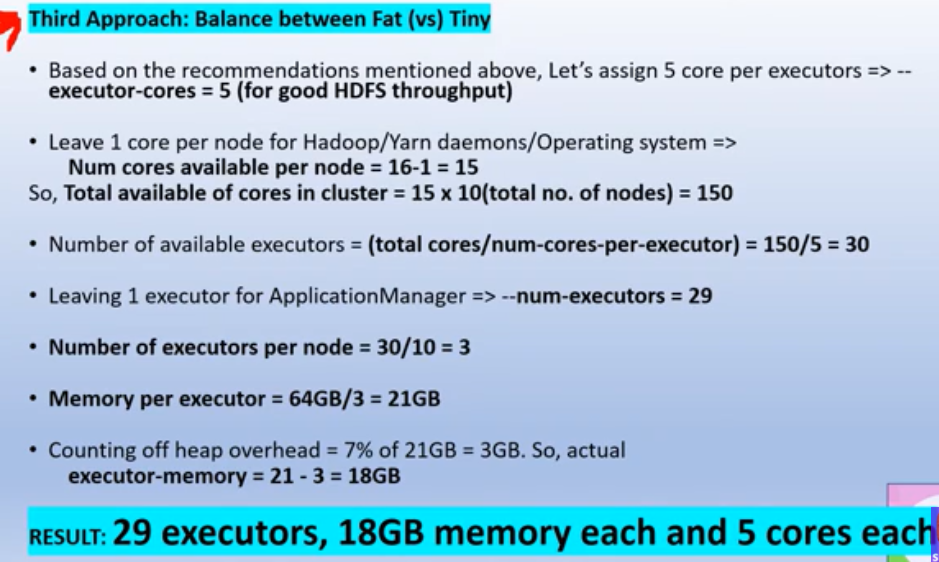 Third Approach: Balance between Fat (vs) Tiny
• Based on the recommendations mentioned above, Let's assign 5 core per executors => --
executor-cores = 5 (for good HDFS throughput)
• Leave 1 core per node for Hadoop/Yarn daemons/Operating system =>
Num cores available per node = 16-1 = 15
So, Total available of cores in cluster = 15 x 10(total no. of nodes) = 150
• Number of available executors = (total cores/num-cores-per-executor) = 150/5 = 30
• Leaving 1 executor for ApplicationManager => --num-executors = 29
• Number of executors per node = 30/10 = 3
• Memory per executor = 64GB/3 = 21GB
• Counting off heap overhead = 7% of 21GB = 3GB. So, actual
executor-memory = 21 - 3 = 18GB
RESULT: 29 executors, 18GB memory each and 5 cores each